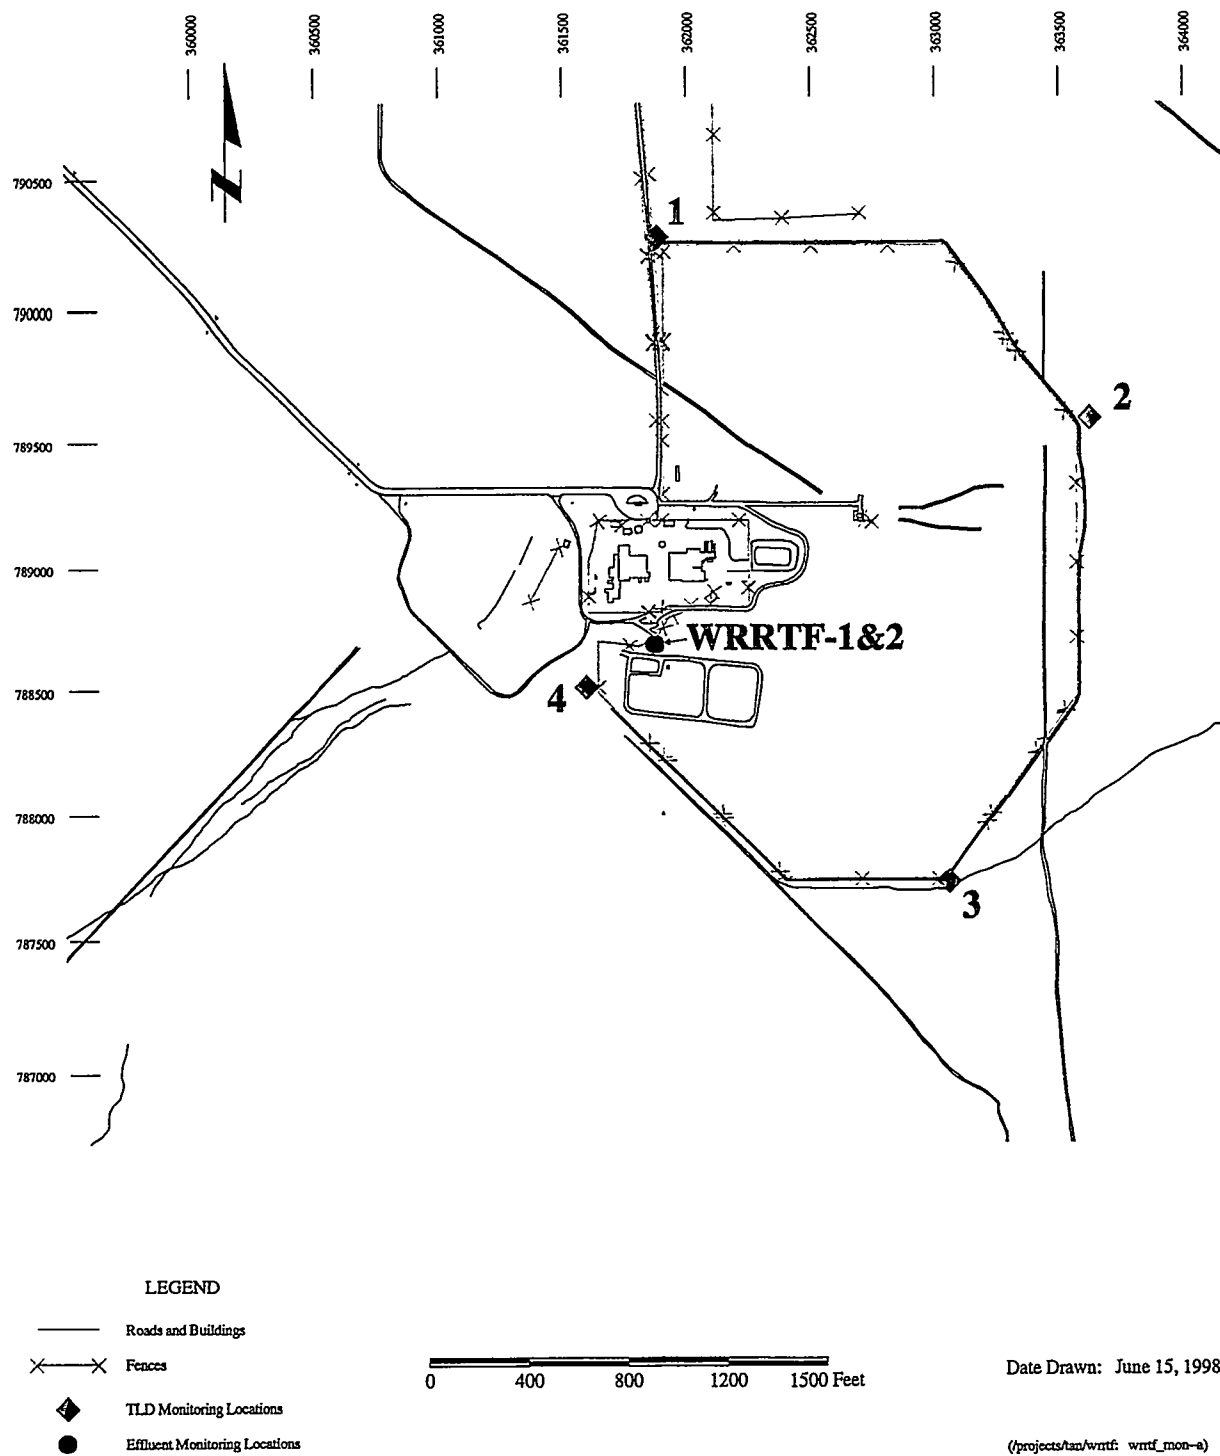 360000
360500
361000
361500
362000
362500
363000
363500
364000
N
790500
1
790000
2
789500
789000
WRRTF-1&2
788500
4
788000
3
787500
787000
LEGEND
Roads and Buildings
Fences
TLD Monitoring Locations
Effluent Monitoring Locations
0 400 800 1200 1500 Feet
Date Drawn: June 15, 1998
(/projects/tan/wrrtf: wrrtf_mon-a)